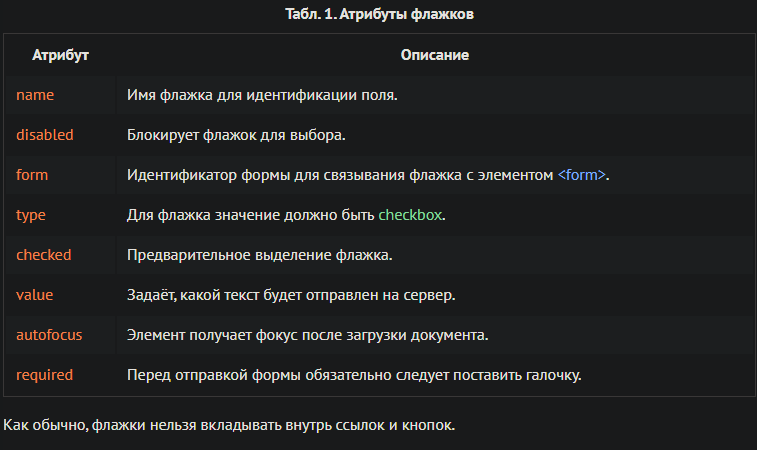 Табл. 1. Атрибуты флажков
Атрибут Описание
name Имя флажка для идентификации поля.
disabled Блокирует флажок для выбора.
form Идентификатор формы для связывания флажка с элементом <form>.
type Для флажка значение должно быть checkbox.
checked Предварительное выделение флажка.
value Задаёт, какой текст будет отправлен на сервер.
autofocus Элемент получает фокус после загрузки документа.
required Перед отправкой формы обязательно следует поставить галочку.
Как обычно, флажки нельзя вкладывать внутрь ссылок и кнопок.